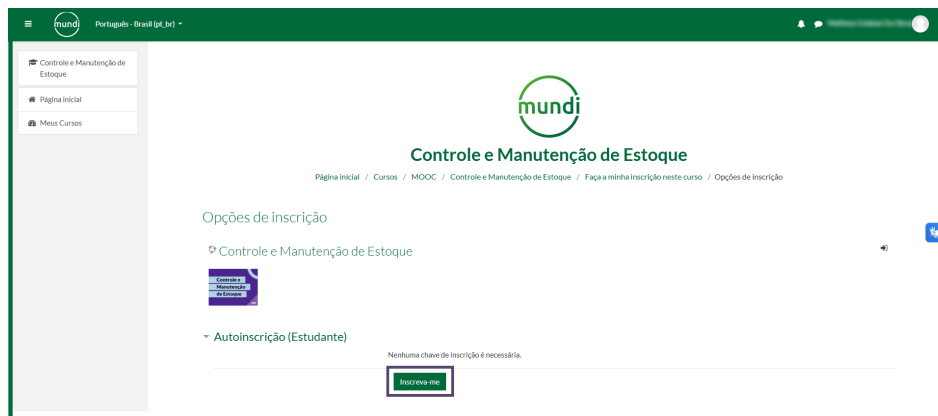 mundi
Português - Brasil (pt_br)
Controle e Manutenção de
Estoque
Página inicial
Meus Cursos
mundi
Controle e Manutenção de Estoque
Página inicial / Cursos / MOOC / Controle e Manutenção de Estoque / Faça a minha inscrição neste curso / Opções de inscrição
Opções de inscrição
Controle e Manutenção de Estoque
Controle e
Manutenção
de Estoque
Autoinscrição (Estudante)
Nenhuma chave de inscrição é necessária.
Inscreva-me